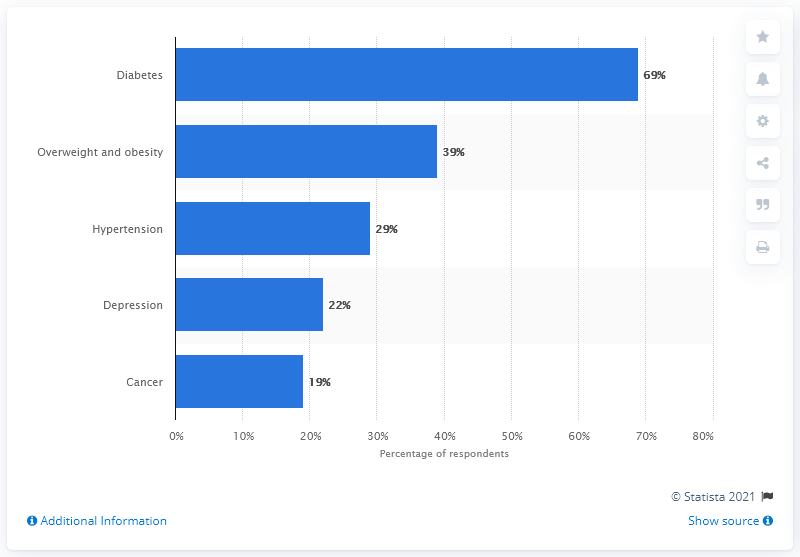 Diabetes
69%
Overweight and obesity
39%
Hypertension
29%
Depression
22%
Cancer
19%
0% 10% 20% 30% 40% 50% 60% 70% 80%
Percentage of respondents
© Statista 2021
Additional Information
Show source